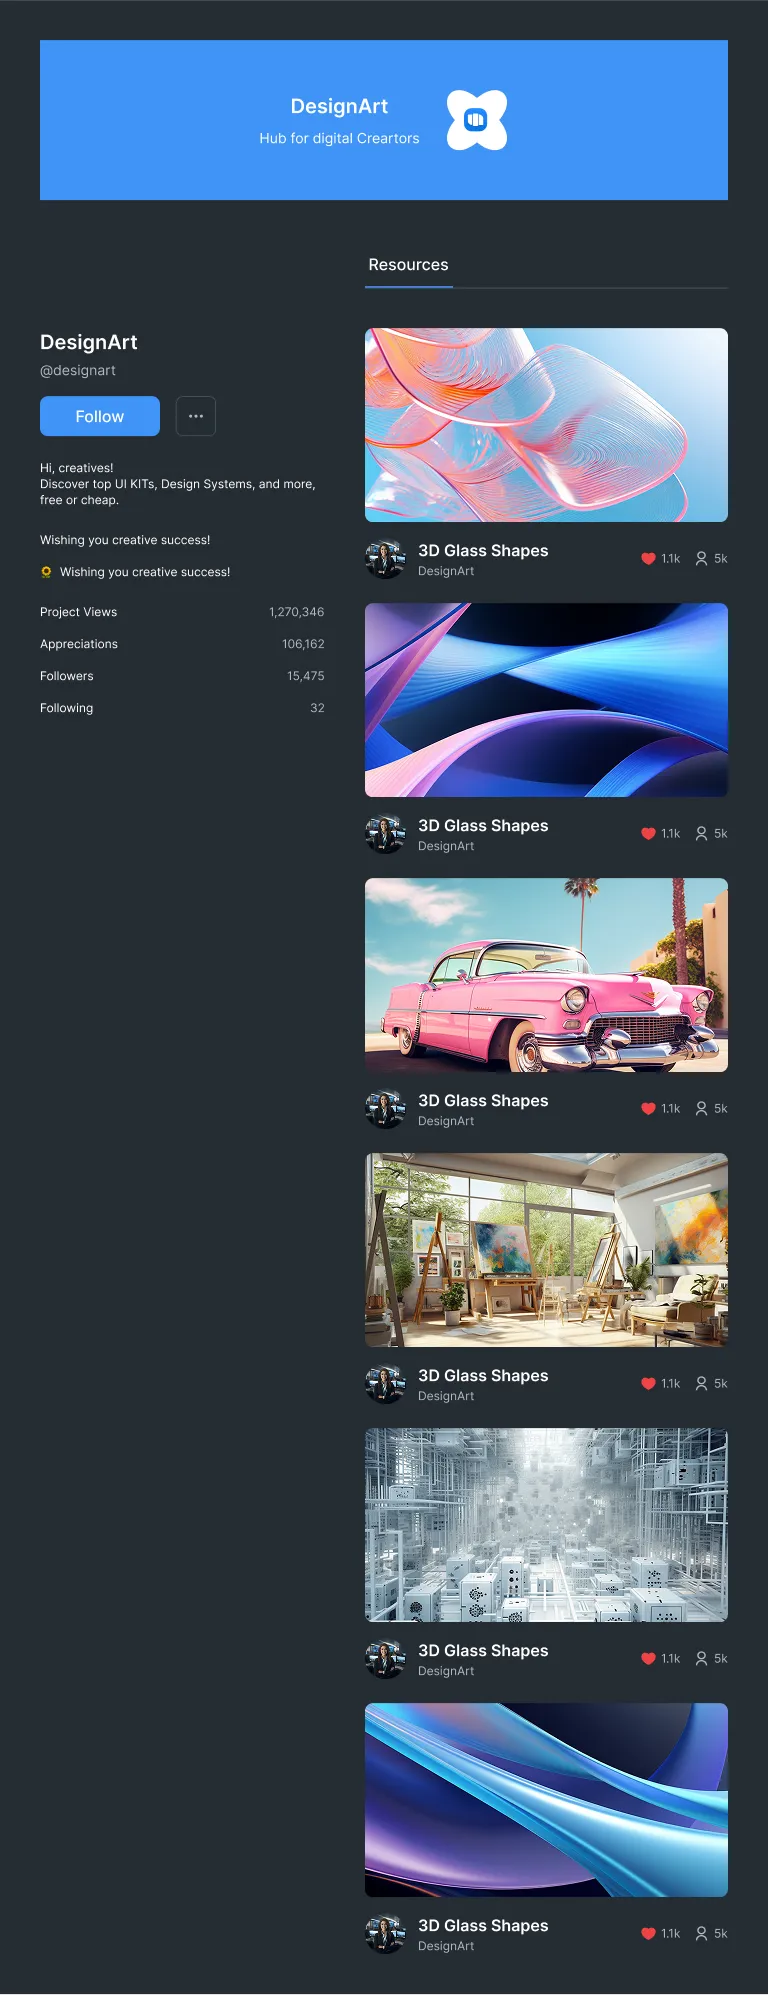 DesignArt
Hub for digital Creartors
Resources
DesignArt
@designart
Follow
Hi, creatives!
Discover top UI KITs, Design Systems, and more,
free or cheap.
Wishing you creative success!
Wishing you creative success!
Project Views 1,270,346
Appreciations 106,162
Followers 15,475
Following 32
3D Glass Shapes
DesignArt
1.1k 5k
3D Glass Shapes
DesignArt
1.1k 5k
3D Glass Shapes
DesignArt
1.1k 5k
3D Glass Shapes
DesignArt
1.1k 5k
3D Glass Shapes
DesignArt
1.1k 5k
3D Glass Shapes
DesignArt
1.1k 5k